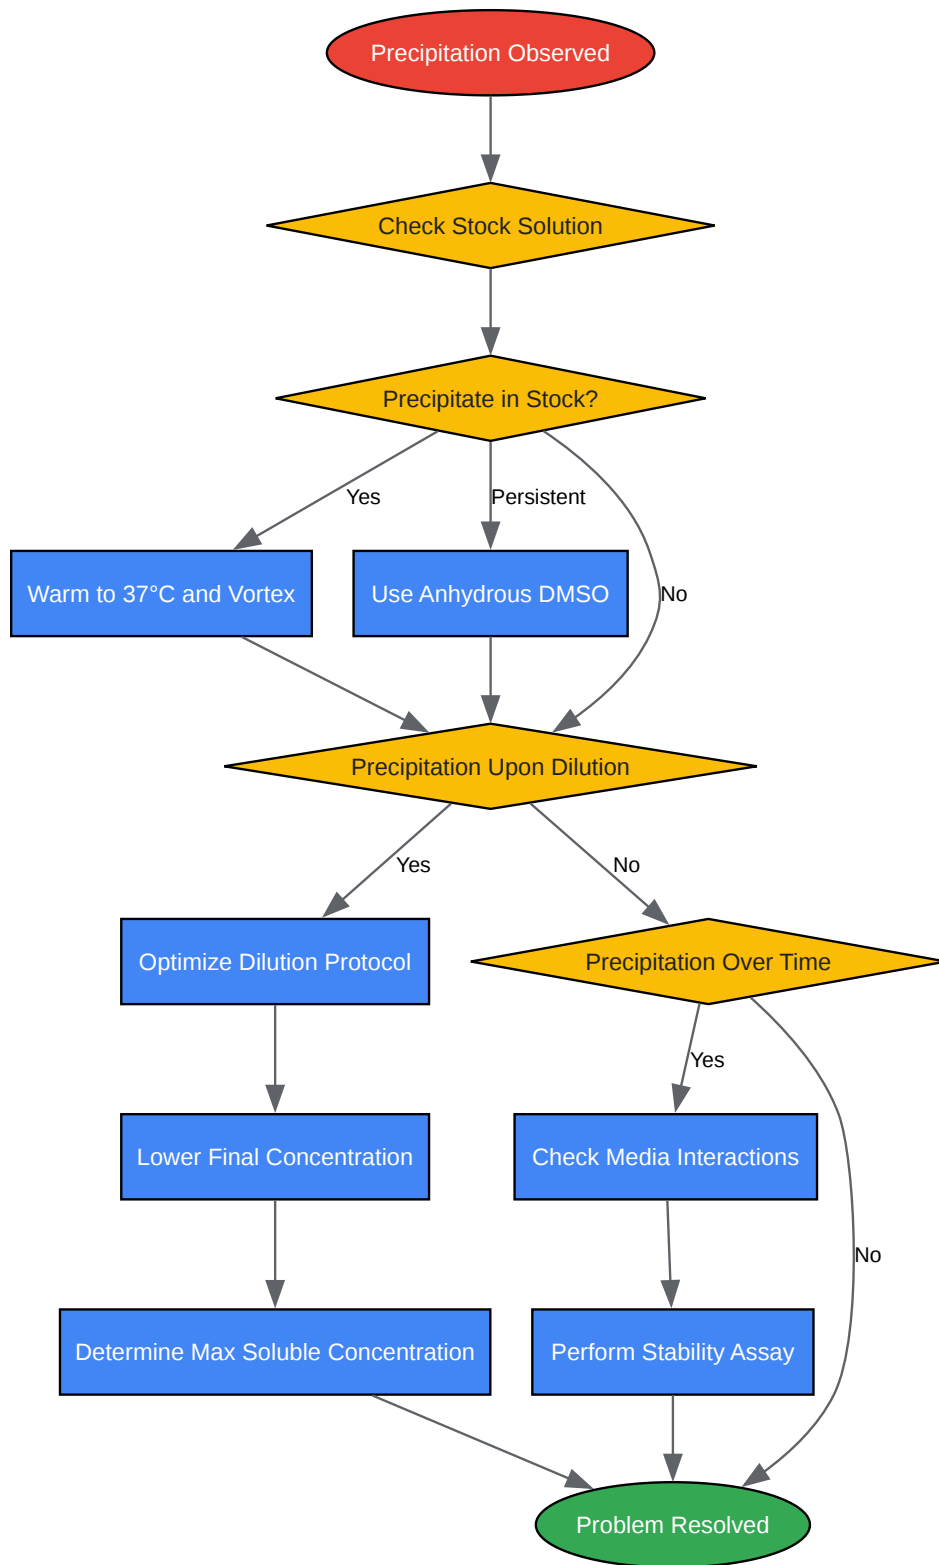 Precipitation Observed
Check Stock Solution
Precipitate in Stock?
Yes
Persistent
No
Warm to 37°C and Vortex
Use Anhydrous DMSO
Precipitation Upon Dilution
Yes
No
Optimize Dilution Protocol
Precipitation Over Time
Yes
Lower Final Concentration
Check Media Interactions
No
Determine Max Soluble Concentration
Perform Stability Assay
Problem Resolved